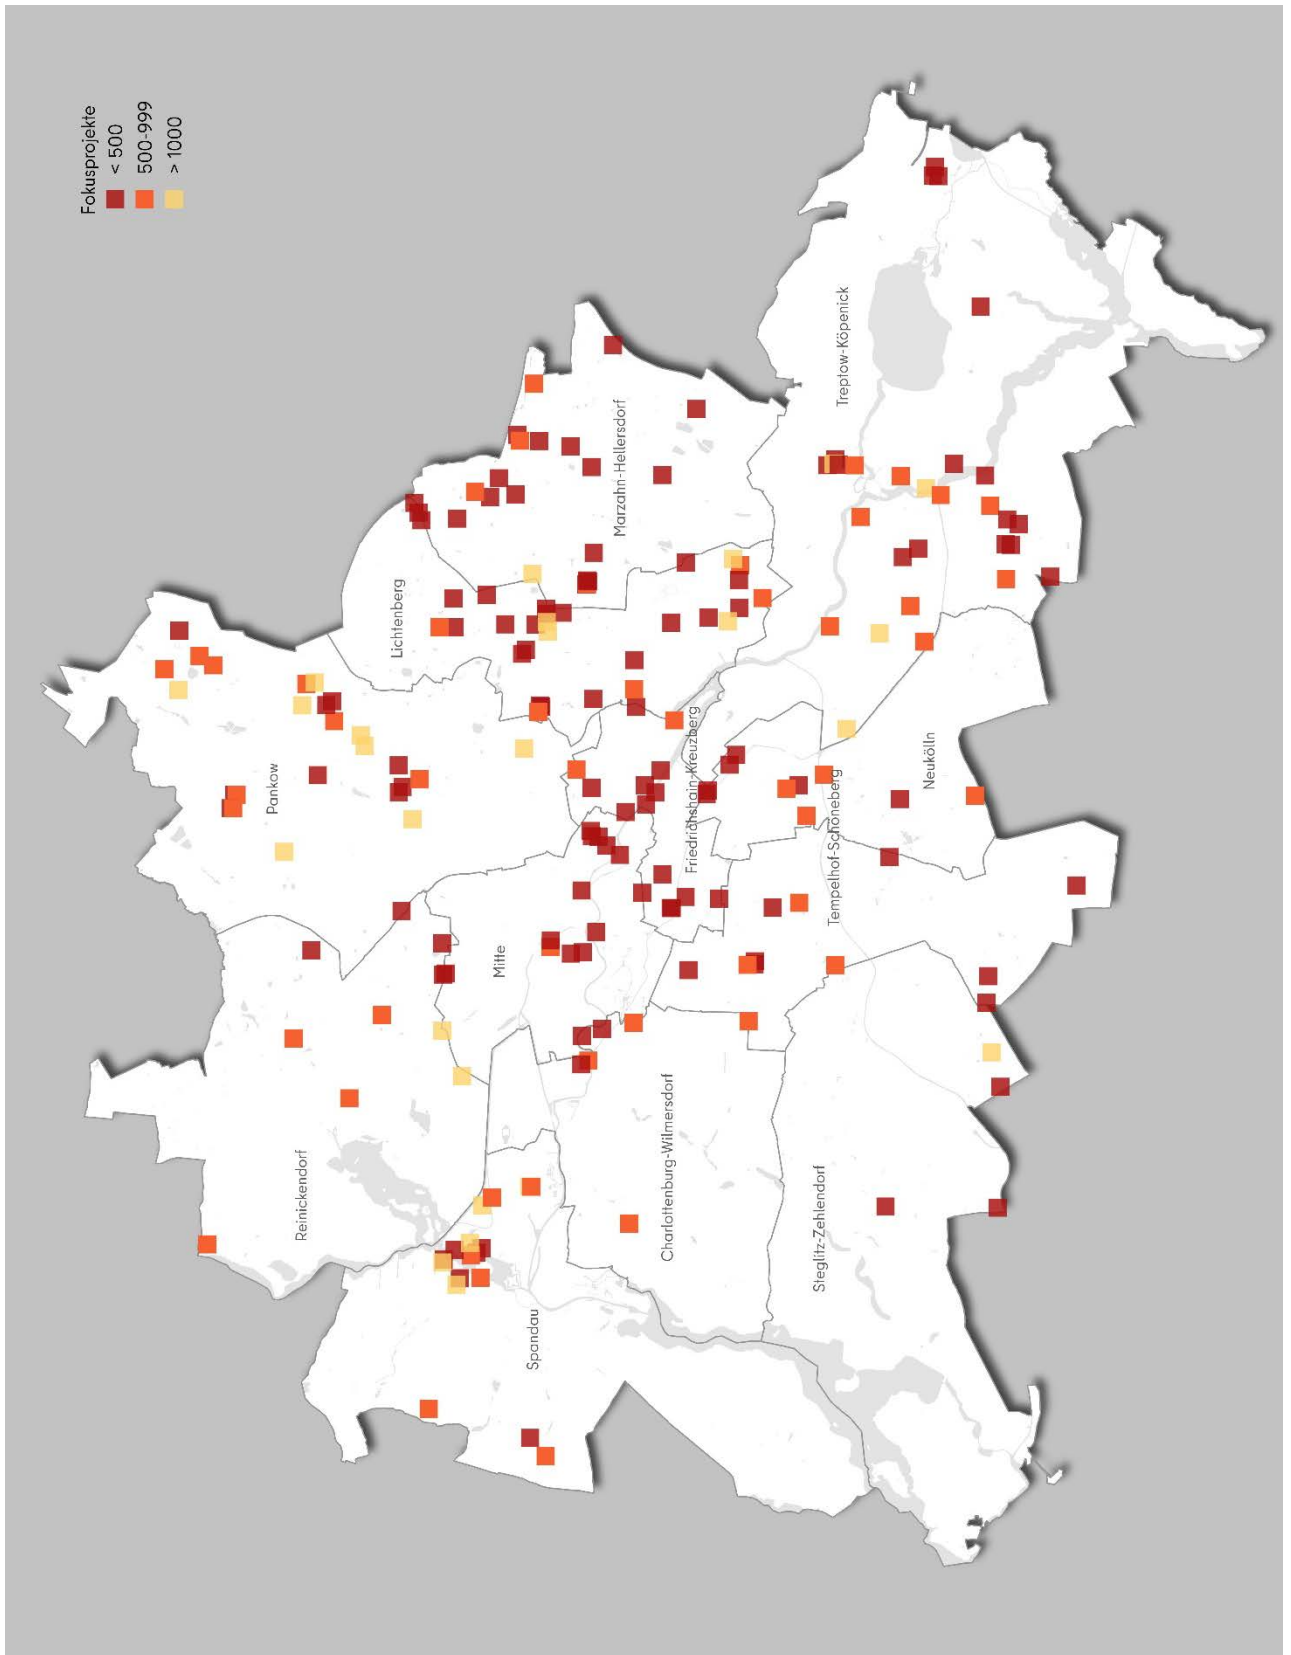 Fokusprojekte
< 500
500-999
> 1000
Pankow
Lichtenberg
Marzahn-Hellersdorf
Treptow-Köpenick
Reinickendorf
Mitte
Friedrichshain-Kreuzberg
Neukölln
Tempelhof-Schöneberg
Spandau
Charlottenburg-Wilmersdorf
Steglitz-Zehlendorf